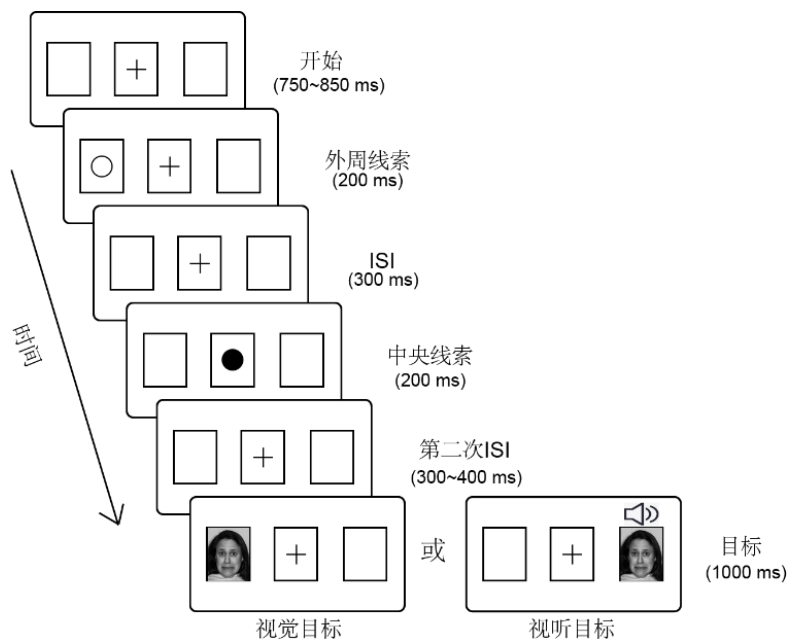 开始
(750~850 ms)
外周线索
(200 ms)
ISI
(300 ms)
时间
中央线索
(200 ms)
第二次ISI
(300~400 ms)
或
目标
(1000 ms)
视觉目标
视听目标